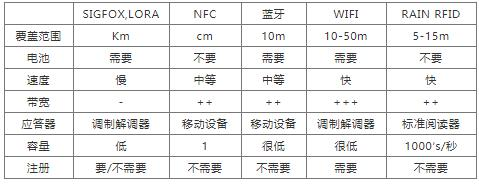 SIGFOX,LORA NFC 蓝牙 WIFI RAIN RFID
覆盖范围 Km cm 10m 10-50m 5-15m
电池 需要 不要 需要 需要 不要
速度 慢 中等 中等 快 快
带宽 - ++ ++ +++ ++
应答器 调制解调器 移动设备 移动设备 调制解调器 标准阅读器
容量 低 1 很低 很低 1000's/秒
注册 要/不需要 不需要 不需要 需要 不需要